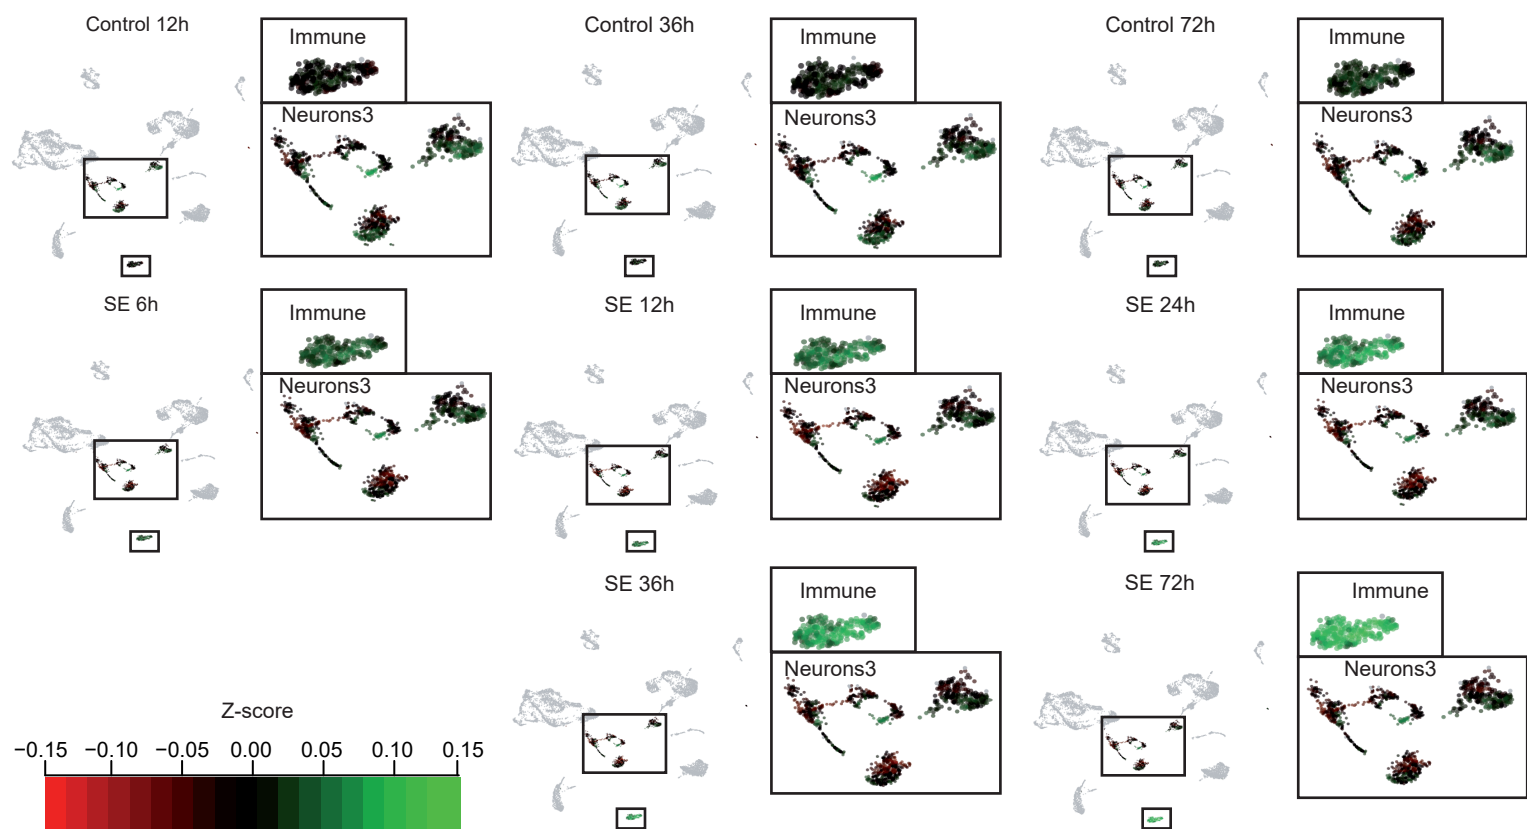 Control 12h
Immune
Neurons3
Control 36h
Immune
Neurons3
Control 72h
Immune
Neurons3
SE 6h
Immune
Neurons3
SE 12h
Immune
Neurons3
SE 24h
Immune
Neurons3
SE 36h
Immune
Neurons3
SE 72h
Immune
Neurons3
Z-score
−0.15 −0.10 −0.05 0.00 0.05 0.10 0.15